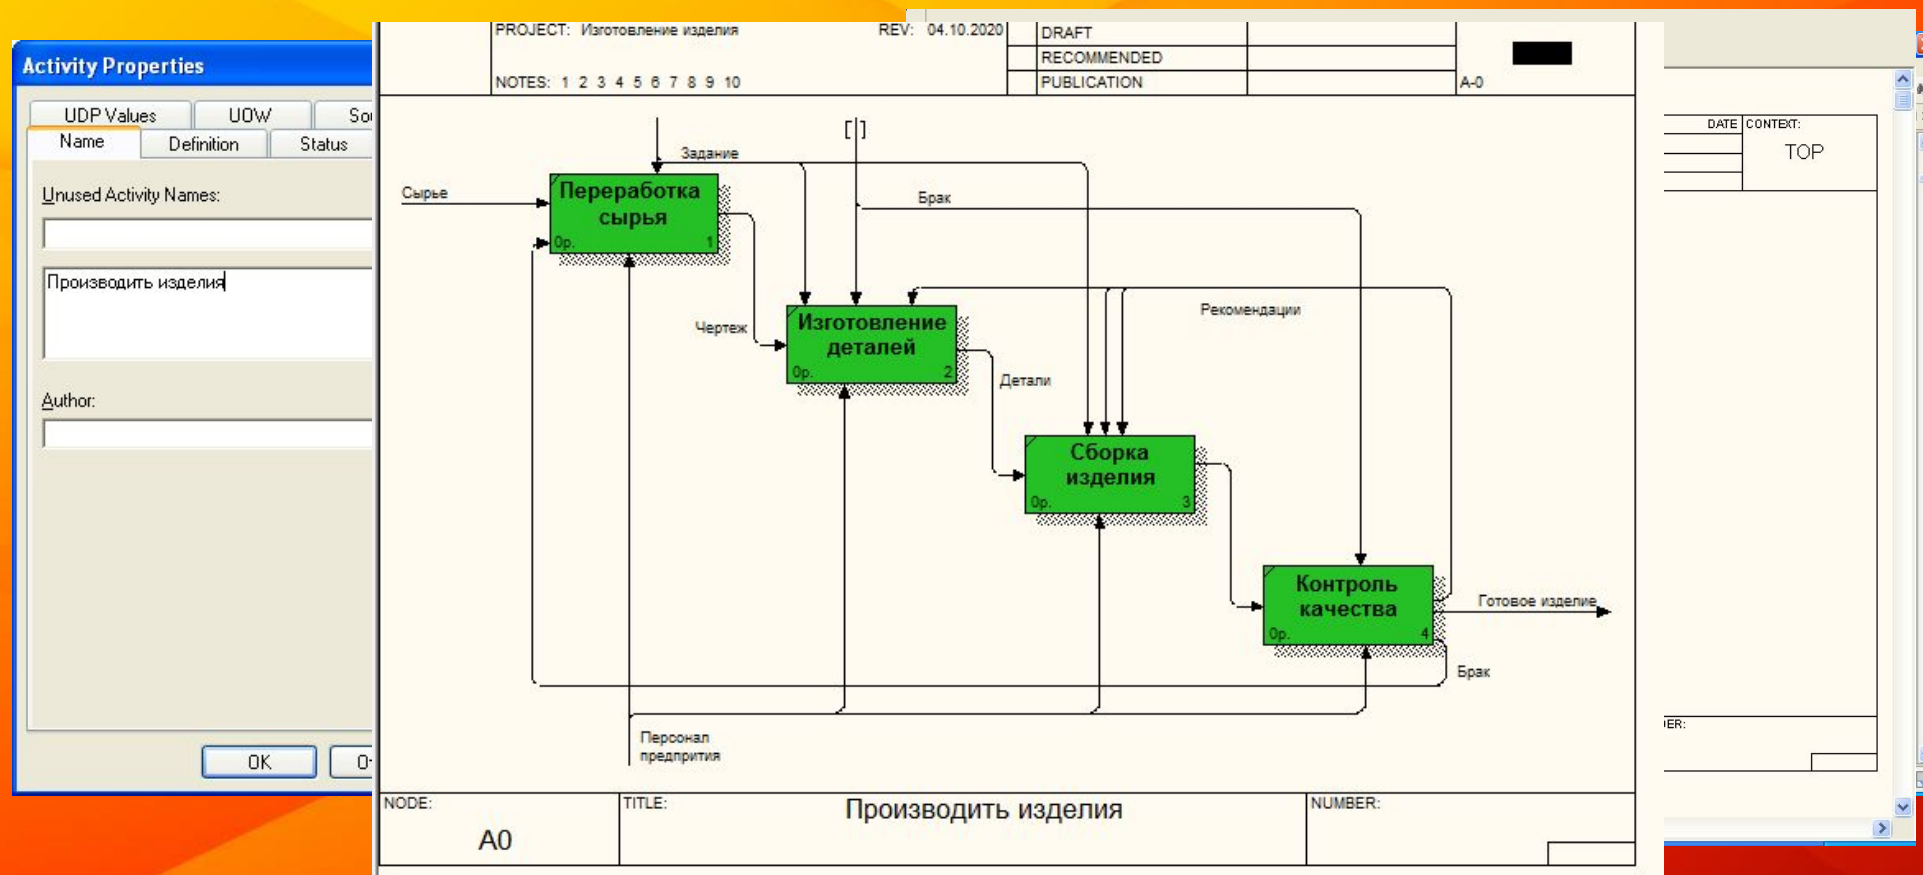 Activity Properties
UDP Values
UOW
Name
Definition
Status
Unused Activity Names:
Производить изделия
Author:
OK
PROJECT: Изготовление изделия
REV: 04.10.2020
NOTES: 1 2 3 4 5 6 7 8 9 10
DRAFT
RECOMMENDED
PUBLICATION
A-0
[ ]
Задание
Сырье
Переработка
сырья
0р.
1
Брак
Чертеж
Изготовление
деталей
0р.
2
Рекомендации
Детали
Сборка
изделия
0р.
3
Контроль
качества
0р.
4
Готовое изделие
Брак
Персонал
предпрития
NODE:
A0
TITLE:
Производить изделия
NUMBER:
DATE
CONTEXT:
TOP